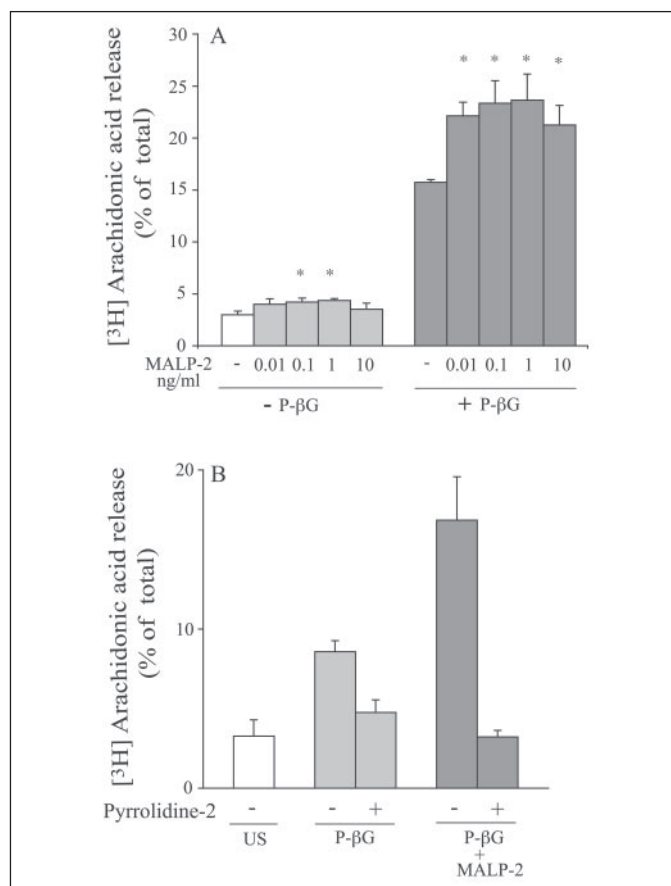 A
[³H] Arachidonic acid release
(% of total)
30
25
20
15
10
5
0
* * * * * *
MALP-2 - 0.01 0.1 1 10 - 0.01 0.1 1 10
ng/ml
- P-βG + P-βG
B
[³H] Arachidonic acid release
(% of total)
20
10
0
Pyrrolidine-2 - - + - +
US P-βG P-βG
+
MALP-2